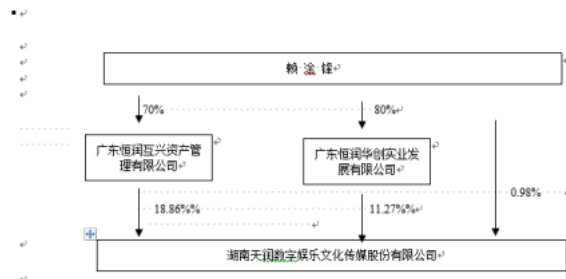 赖 淦 锋
70%
80%
广东恒润互兴资产管
理有限公司
广东恒润华创实业发
展有限公司
0.98%
18.86%%
11.27%%
湖南天润数字娱乐文化传媒股份有限公司